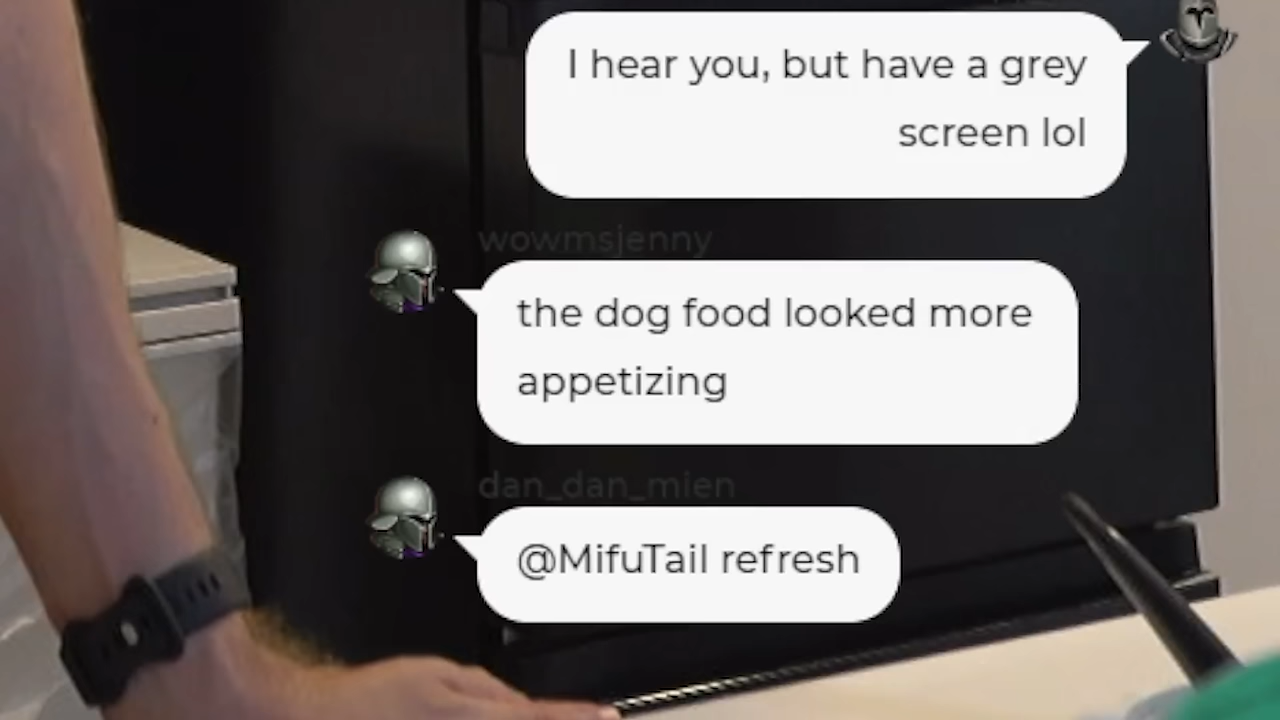 I hear you, but have a grey
screen lol
wowmsjenny
the dog food looked more
appetizing
dan_dan_mien
@MifuTail refresh